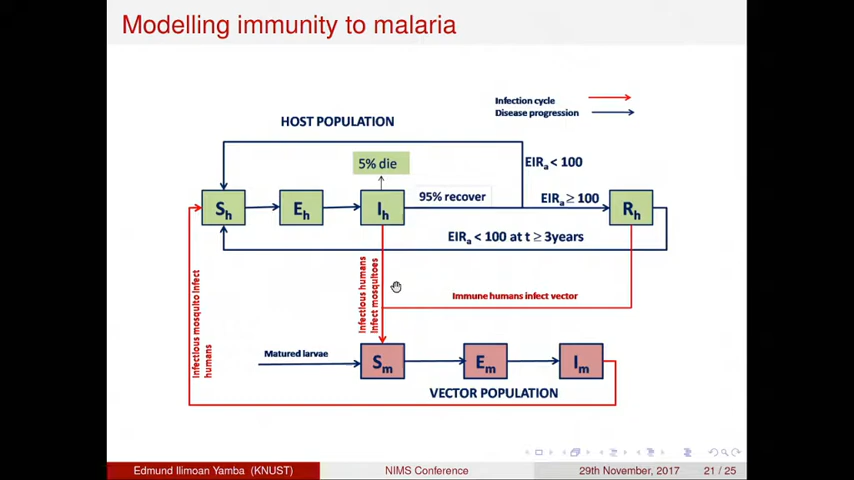 Modelling immunity to malaria
Infection cycle
Disease progression
HOST POPULATION
5% die
EIRa < 100
95% recover
EIRa ≥ 100
Sh
Eh
Ih
Rh
EIRa < 100 at t ≥ 3years
Infectious mosquito infect
humans
Infectious humans
Infect mosquitoes
Immune humans infect vector
Matured larvae
Sm
Em
Im
VECTOR POPULATION
Edmund Ilimoan Yamba (KNUST)
NIMS Conference
29th November, 2017
21 / 25